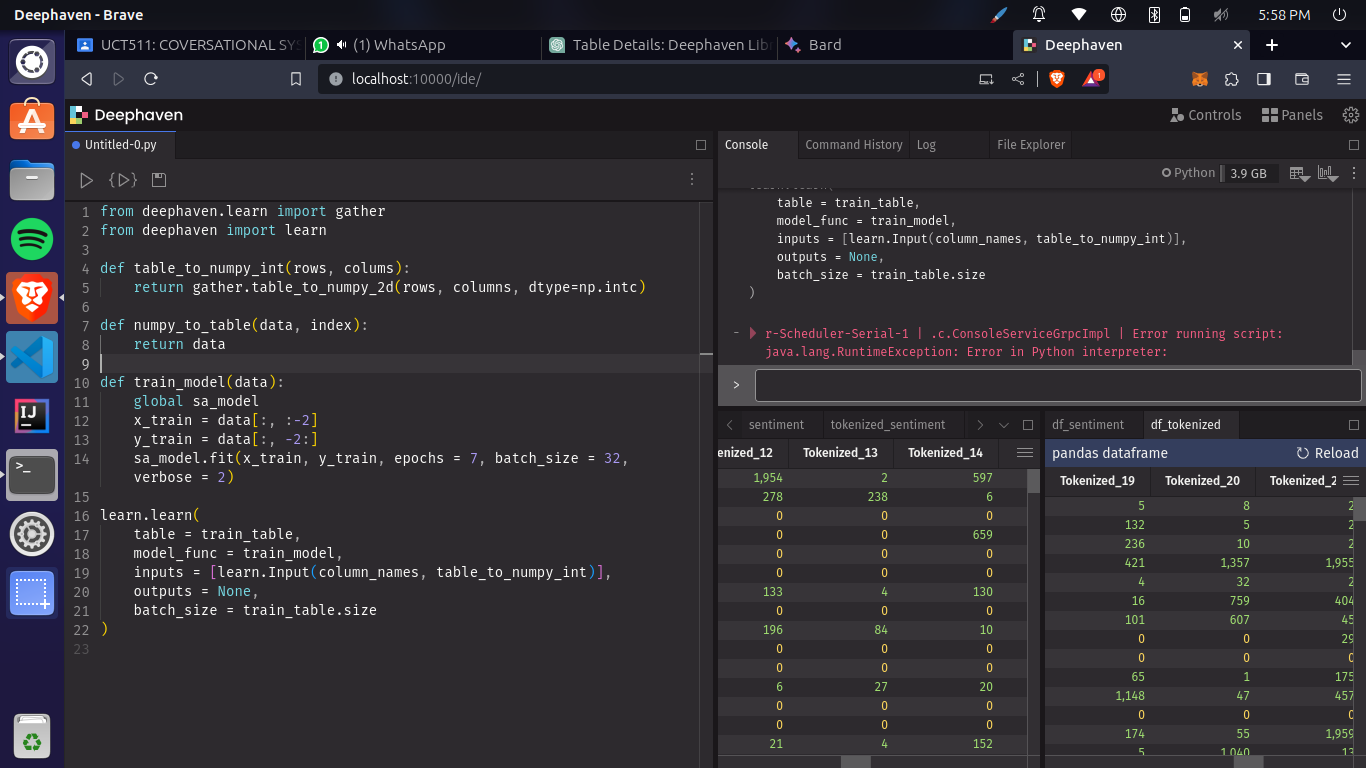 Deephaven - Brave
5:58 PM
UCT511: COVERSATIONAL SYS
1 (1) WhatsApp
Table Details: Deephaven Lib
Bard
Deephaven
localhost:10000/ide/
1
Deephaven
Controls
Panels
Untitled-0.py
1 from deephaven.learn import gather
2 from deephaven import learn
3
4 def table_to_numpy_int(rows, colums):
5 return gather.table_to_numpy_2d(rows, columns, dtype=np.intc)
6
7 def numpy_to_table(data, index):
8 return data
9
10 def train_model(data):
11 global sa_model
12 x_train = data[:, :-2]
13 y_train = data[:, -2:]
14 sa_model.fit(x_train, y_train, epochs = 7, batch_size = 32,
verbose = 2)
15
16 learn.learn(
17 table = train_table,
18 model_func = train_model,
19 inputs = [learn.Input(column_names, table_to_numpy_int)],
20 outputs = None,
21 batch_size = train_table.size
22 )
23
Console
Command History
Log
File Explorer
Python
3.9 GB
table = train_table,
model_func = train_model,
inputs = [learn.Input(column_names, table_to_numpy_int)],
outputs = None,
batch_size = train_table.size
)
- r-Scheduler-Serial-1 | .c.ConsoleServiceGrpcImpl | Error running script:
java.lang.RuntimeException: Error in Python interpreter:
>
sentiment
tokenized_sentiment
enized_12 Tokenized_13 Tokenized_14
1,954 2 597
278 238 6
0 0 0
0 0 659
0 0 0
0 0 0
133 4 130
0 0 0
196 84 10
0 0 0
0 0 0
6 27 20
0 0 0
0 0 0
21 4 152
df_sentiment
df_tokenized
pandas dataframe
Reload
Tokenized_19 Tokenized_20 Tokenized_2
5 8 2
132 5 2
236 10 2
421 1,357 1,955
4 32 2
16 759 404
101 607 45
0 0 29
0 0 0
65 1 175
1,148 47 457
0 0 0
174 55 1,959
5 1,040 13